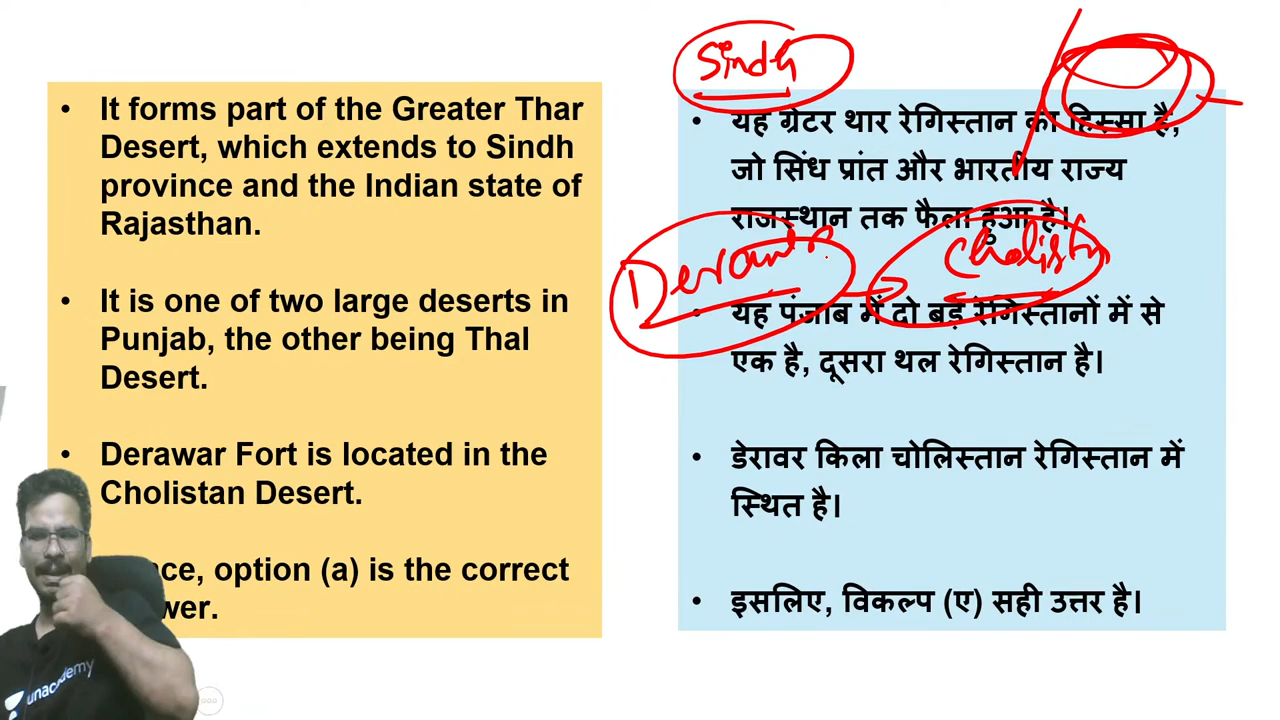 • It forms part of the Greater Thar
Desert, which extends to Sindh
province and the Indian state of
Rajasthan.
• It is one of two large deserts in
Punjab, the other being Thal
Desert.
• Derawar Fort is located in the
Cholistan Desert.
ce, option (a) is the correct
wer.
unacademy
Sindh
• यह ग्रेटर थार रेगिस्तान का हिस्सा है,
जो सिंध प्रांत और भारतीय राज्य
राजस्थान तक फैला हुआ है।
Cholistn
• यह पंजाब में दो बड़े रेगिस्तानों में से
एक है, दूसरा थल रेगिस्तान है।
• डेरावर किला चोलिस्तान रेगिस्तान में
स्थित है।
• इसलिए, विकल्प (ए) सही उत्तर है।